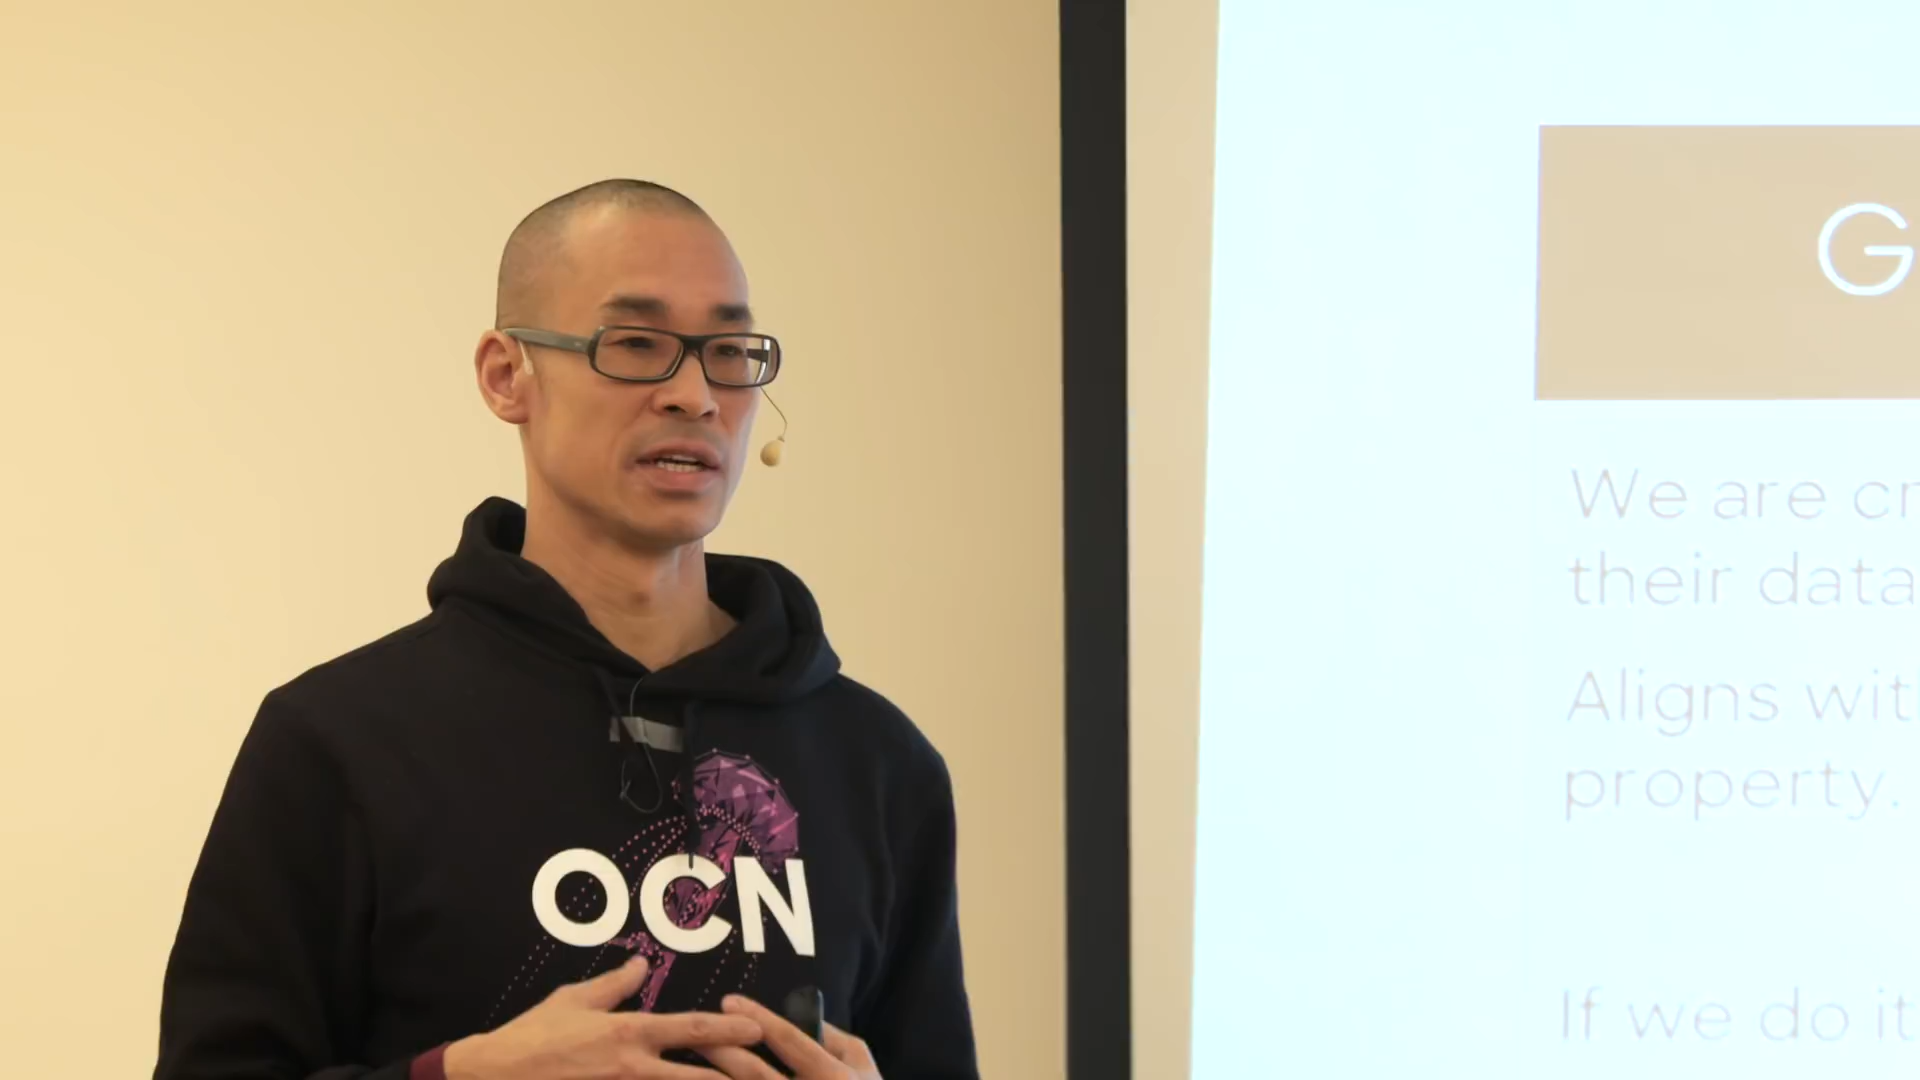 OCN
G
We are cr
their data
Aligns wit
property.
If we do it